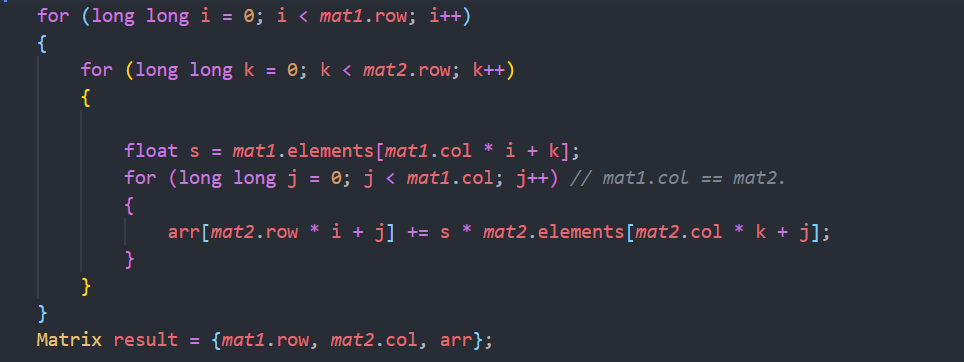 for (long long i = 0; i < mat1.row; i++)
{
for (long long k = 0; k < mat2.row; k++)
{
float s = mat1.elements[mat1.col * i + k];
for (long long j = 0; j < mat1.col; j++) // mat1.col == mat2.
{
arr[mat2.row * i + j] += s * mat2.elements[mat2.col * k + j];
}
}
}
Matrix result = {mat1.row, mat2.col, arr};